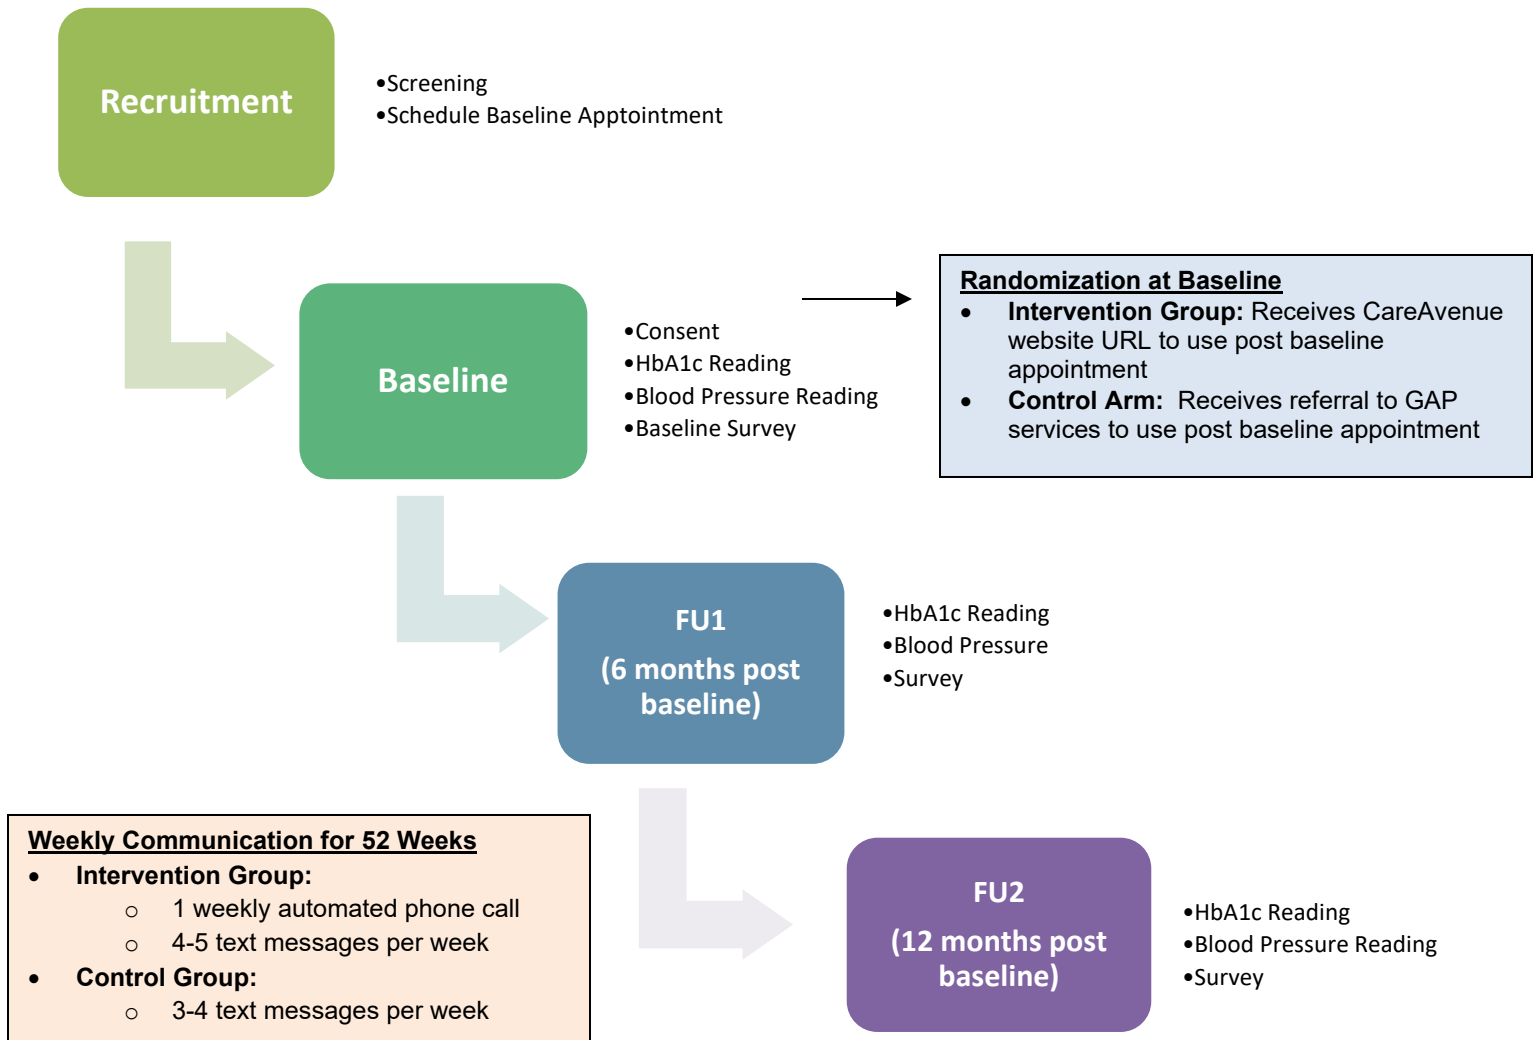 Recruitment
•Screening
•Schedule Baseline Apptointment
Baseline
•Consent
•HbA1c Reading
•Blood Pressure Reading
•Baseline Survey
Randomization at Baseline
• Intervention Group: Receives CareAvenue
website URL to use post baseline
appointment
• Control Arm: Receives referral to GAP
services to use post baseline appointment
FU1
(6 months post
baseline)
•HbA1c Reading
•Blood Pressure
•Survey
Weekly Communication for 52 Weeks
• Intervention Group:
o 1 weekly automated phone call
o 4-5 text messages per week
• Control Group:
o 3-4 text messages per week
FU2
(12 months post
baseline)
•HbA1c Reading
•Blood Pressure Reading
•Survey